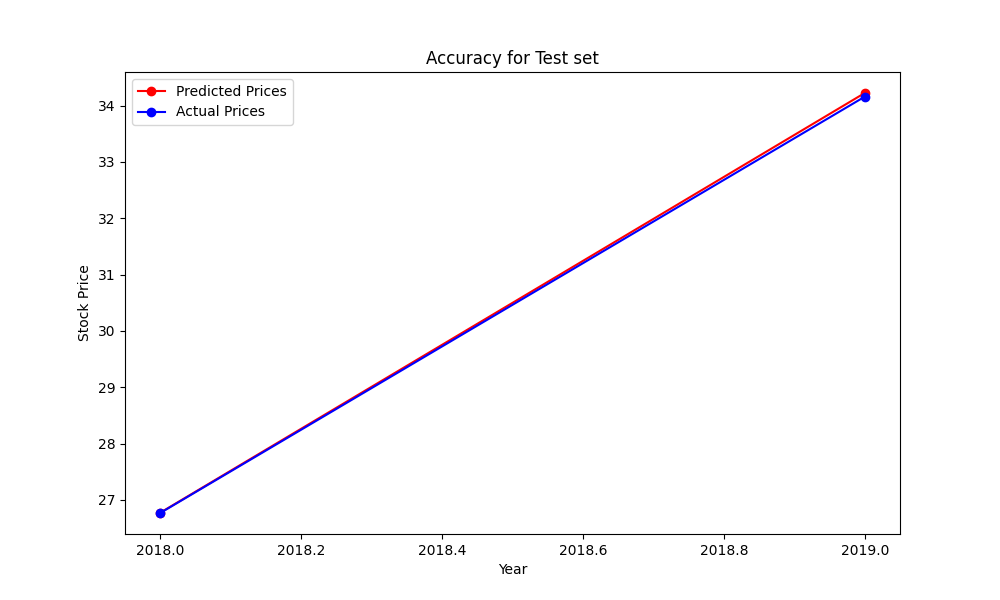 Accuracy for Test set
Predicted Prices
Actual Prices
Stock Price
34
33
32
31
30
29
28
27
2018.0 2018.2 2018.4 2018.6 2018.8 2019.0
Year